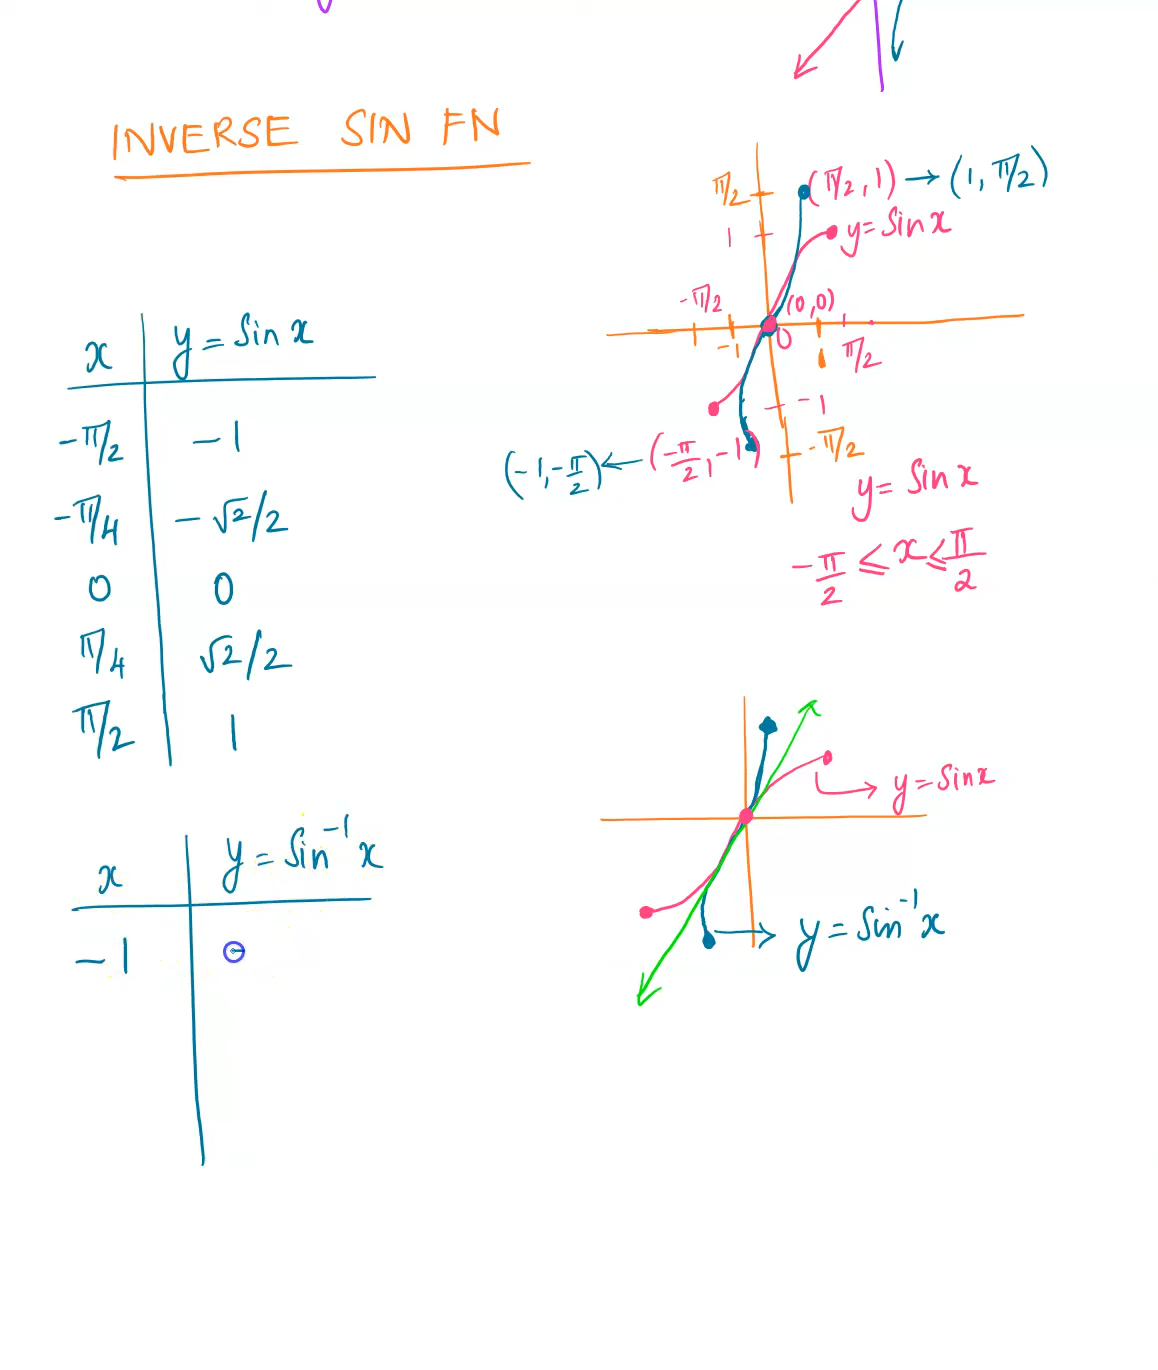 INVERSE SIN FN
x y = Sin x
-π/2 -1
-π/4 -√2/2
0 0
π/4 √2/2
π/2 1
x y = Sin⁻¹ x
-1
π/2 (π/2, 1) → (1, π/2)
1 y = Sin x
-π/2 (0,0)
-1 0 1 π/2
-1
(-1, -π/2) ← (-π/2, -1) -π/2
y = Sin x
-π/2 ≤ x ≤ π/2
y = Sin x
y = Sin⁻¹ x